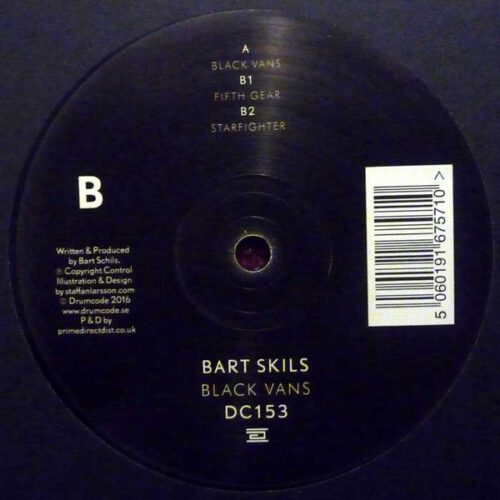 A
BLACK VANS
B1
FIFTH GEAR
B2
STARFIGHTER
B
Written & Produced
by Bart Schils.
℗ Copyright Control
Illustration & Design
by staffanlarsson.com
© Drumcode 2016
www.drumcode.se
P & D by
primedirectdist.co.uk
5 060191 675710 >
BART SKILS
BLACK VANS
DC153